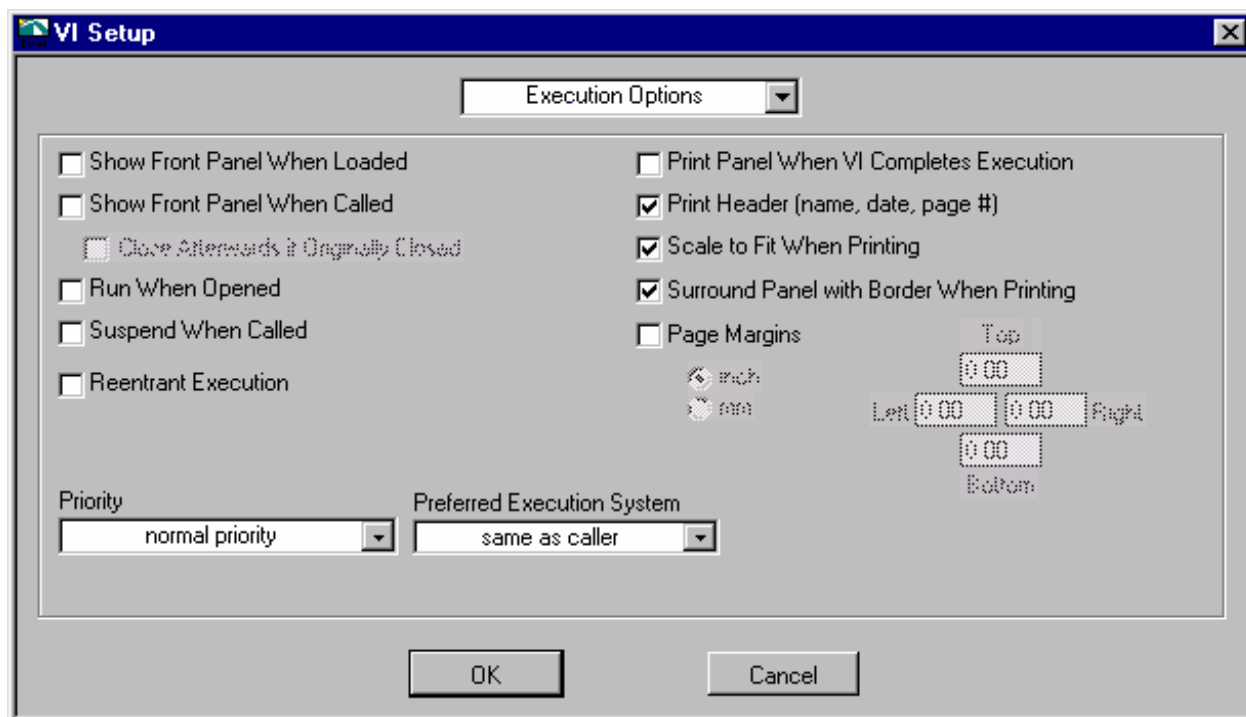 VI Setup
Execution Options
Show Front Panel When Loaded
Show Front Panel When Called
Close Afterwards if Originally Closed
Run When Opened
Suspend When Called
Reentrant Execution
Print Panel When VI Completes Execution
Print Header (name, date, page #)
Scale to Fit When Printing
Surround Panel with Border When Printing
Page Margins
inch
mm
Top
0.00
Left 0.00 0.00 Right
0.00
Bottom
Priority
normal priority
Preferred Execution System
same as caller
OK
Cancel